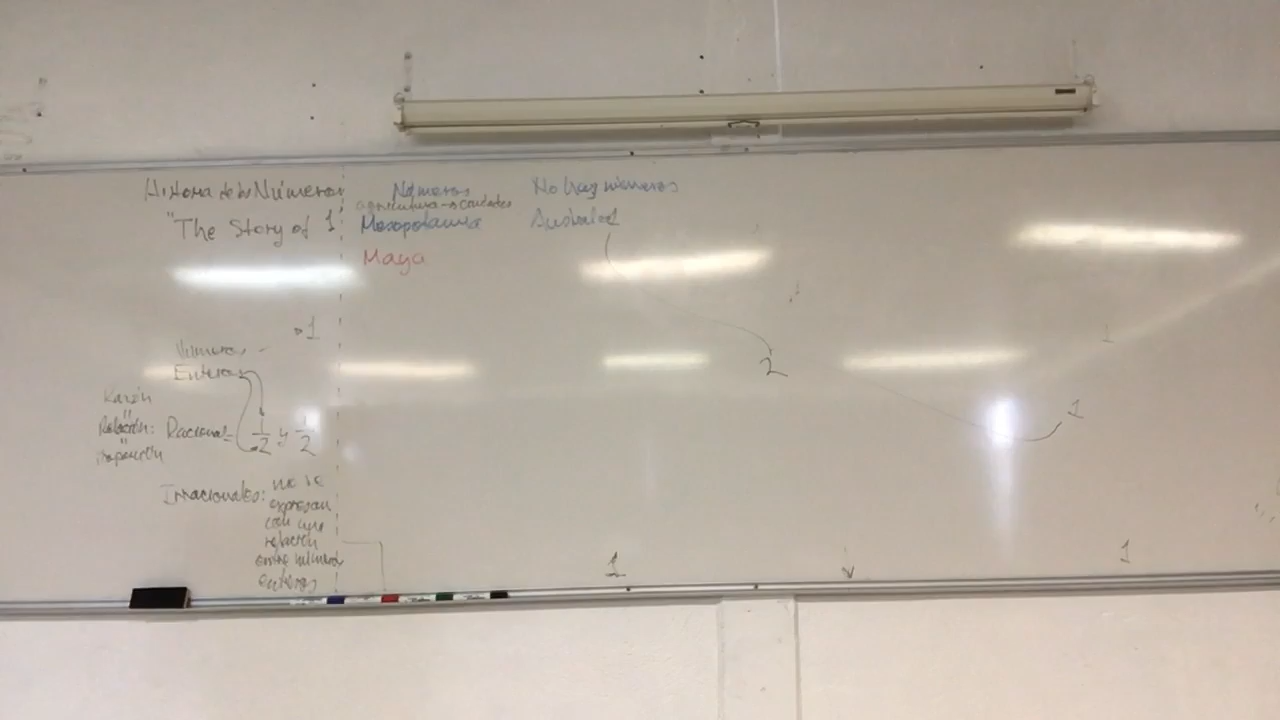 Historia de los Números
"The Story of 1"
Números
agricultura → ciudades
Mesopotamia
Maya
No hay números
Australia
1
Números
Enteros
Razón
"
Relación: Racional
"
1/2 y 1/2
Irracionales: no se
expresan
con una
relación
entre números
enteros
2
1
1
1
1